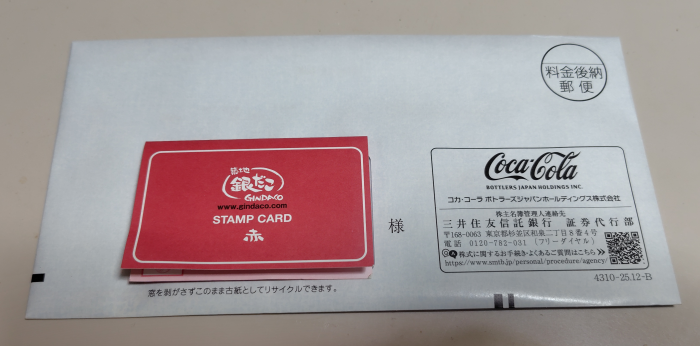 料金後納
郵便
築地
銀だこ
GINDACO
www.gindaco.com
STAMP CARD
赤
様
Coca-Cola
BOTTLERS JAPAN HOLDINGS INC.
コカ・コーラ ボトラーズジャパンホールディングス株式会社
株主名簿管理人連絡先
三井住友信託銀行 証券代行部
〒168-0063 東京都杉並区和泉二丁目8番4号
電話 0120-782-031 (フリーダイヤル)
株式に関するお手続き・よくあるご質問はこちら
https://www.smtb.jp/personal/procedure/agency/
4310-25.12-B
窓を剥がさずこのまま古紙としてリサイクルできます。